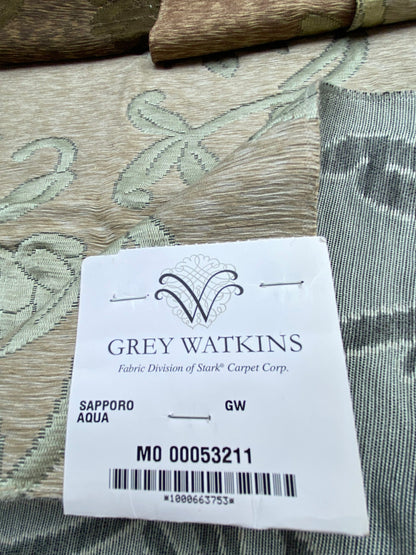 W
GREY WATKINS
Fabric Division of Stark® Carpet Corp.
SAPPORO GW
AQUA
MO 00053211
*1000663753*